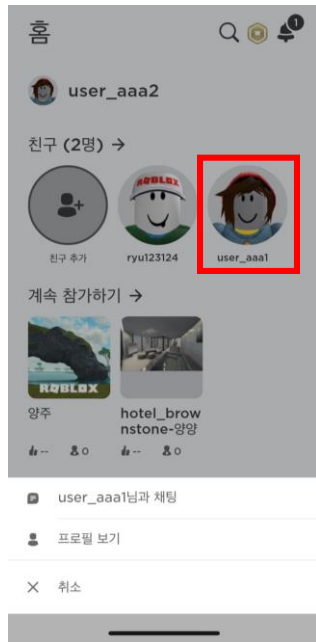 홈
1
user_aaa2
친구 (2명) →
ROBLOX
친구 추가
ryu123124
user_aaa1
계속 참가하기 →
ROBLOX
양주
hotel_brow
nstone-양양
--
0
--
0
user_aaa1님과 채팅
프로필 보기
취소